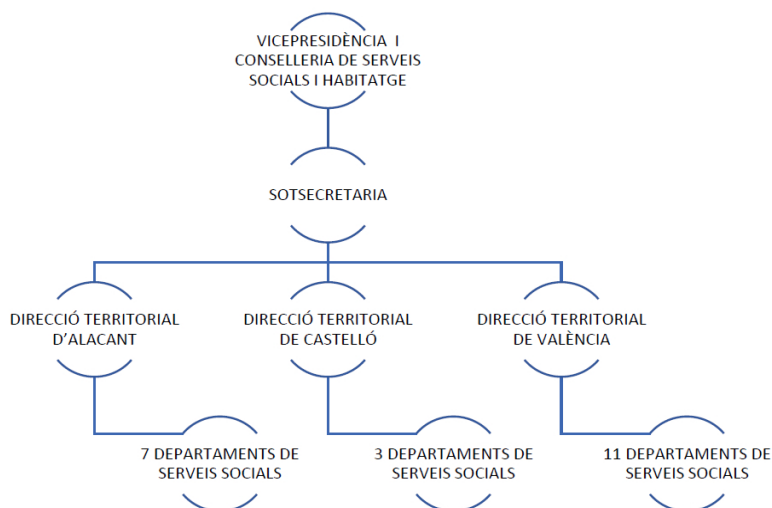 VICEPRESIDÈNCIA I
CONSELLERIA DE SERVEIS
SOCIALS I HABITATGE
SOTSECRETARIA
DIRECCIÓ TERRITORIAL
D'ALACANT
DIRECCIÓ TERRITORIAL
DE CASTELLÓ
DIRECCIÓ TERRITORIAL
DE VALÈNCIA
7 DEPARTAMENTS DE
SERVEIS SOCIALS
3 DEPARTAMENTS DE
SERVEIS SOCIALS
11 DEPARTAMENTS DE
SERVEIS SOCIALS